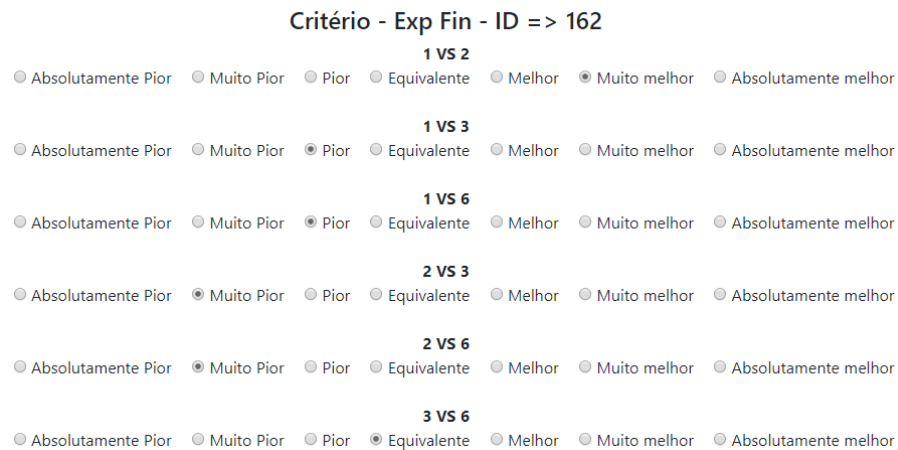 Critério - Exp Fin - ID => 162
1 VS 2
Absolutamente Pior Muito Pior Pior Equivalente Melhor Muito melhor Absolutamente melhor
1 VS 3
Absolutamente Pior Muito Pior Pior Equivalente Melhor Muito melhor Absolutamente melhor
1 VS 6
Absolutamente Pior Muito Pior Pior Equivalente Melhor Muito melhor Absolutamente melhor
2 VS 3
Absolutamente Pior Muito Pior Pior Equivalente Melhor Muito melhor Absolutamente melhor
2 VS 6
Absolutamente Pior Muito Pior Pior Equivalente Melhor Muito melhor Absolutamente melhor
3 VS 6
Absolutamente Pior Muito Pior Pior Equivalente Melhor Muito melhor Absolutamente melhor